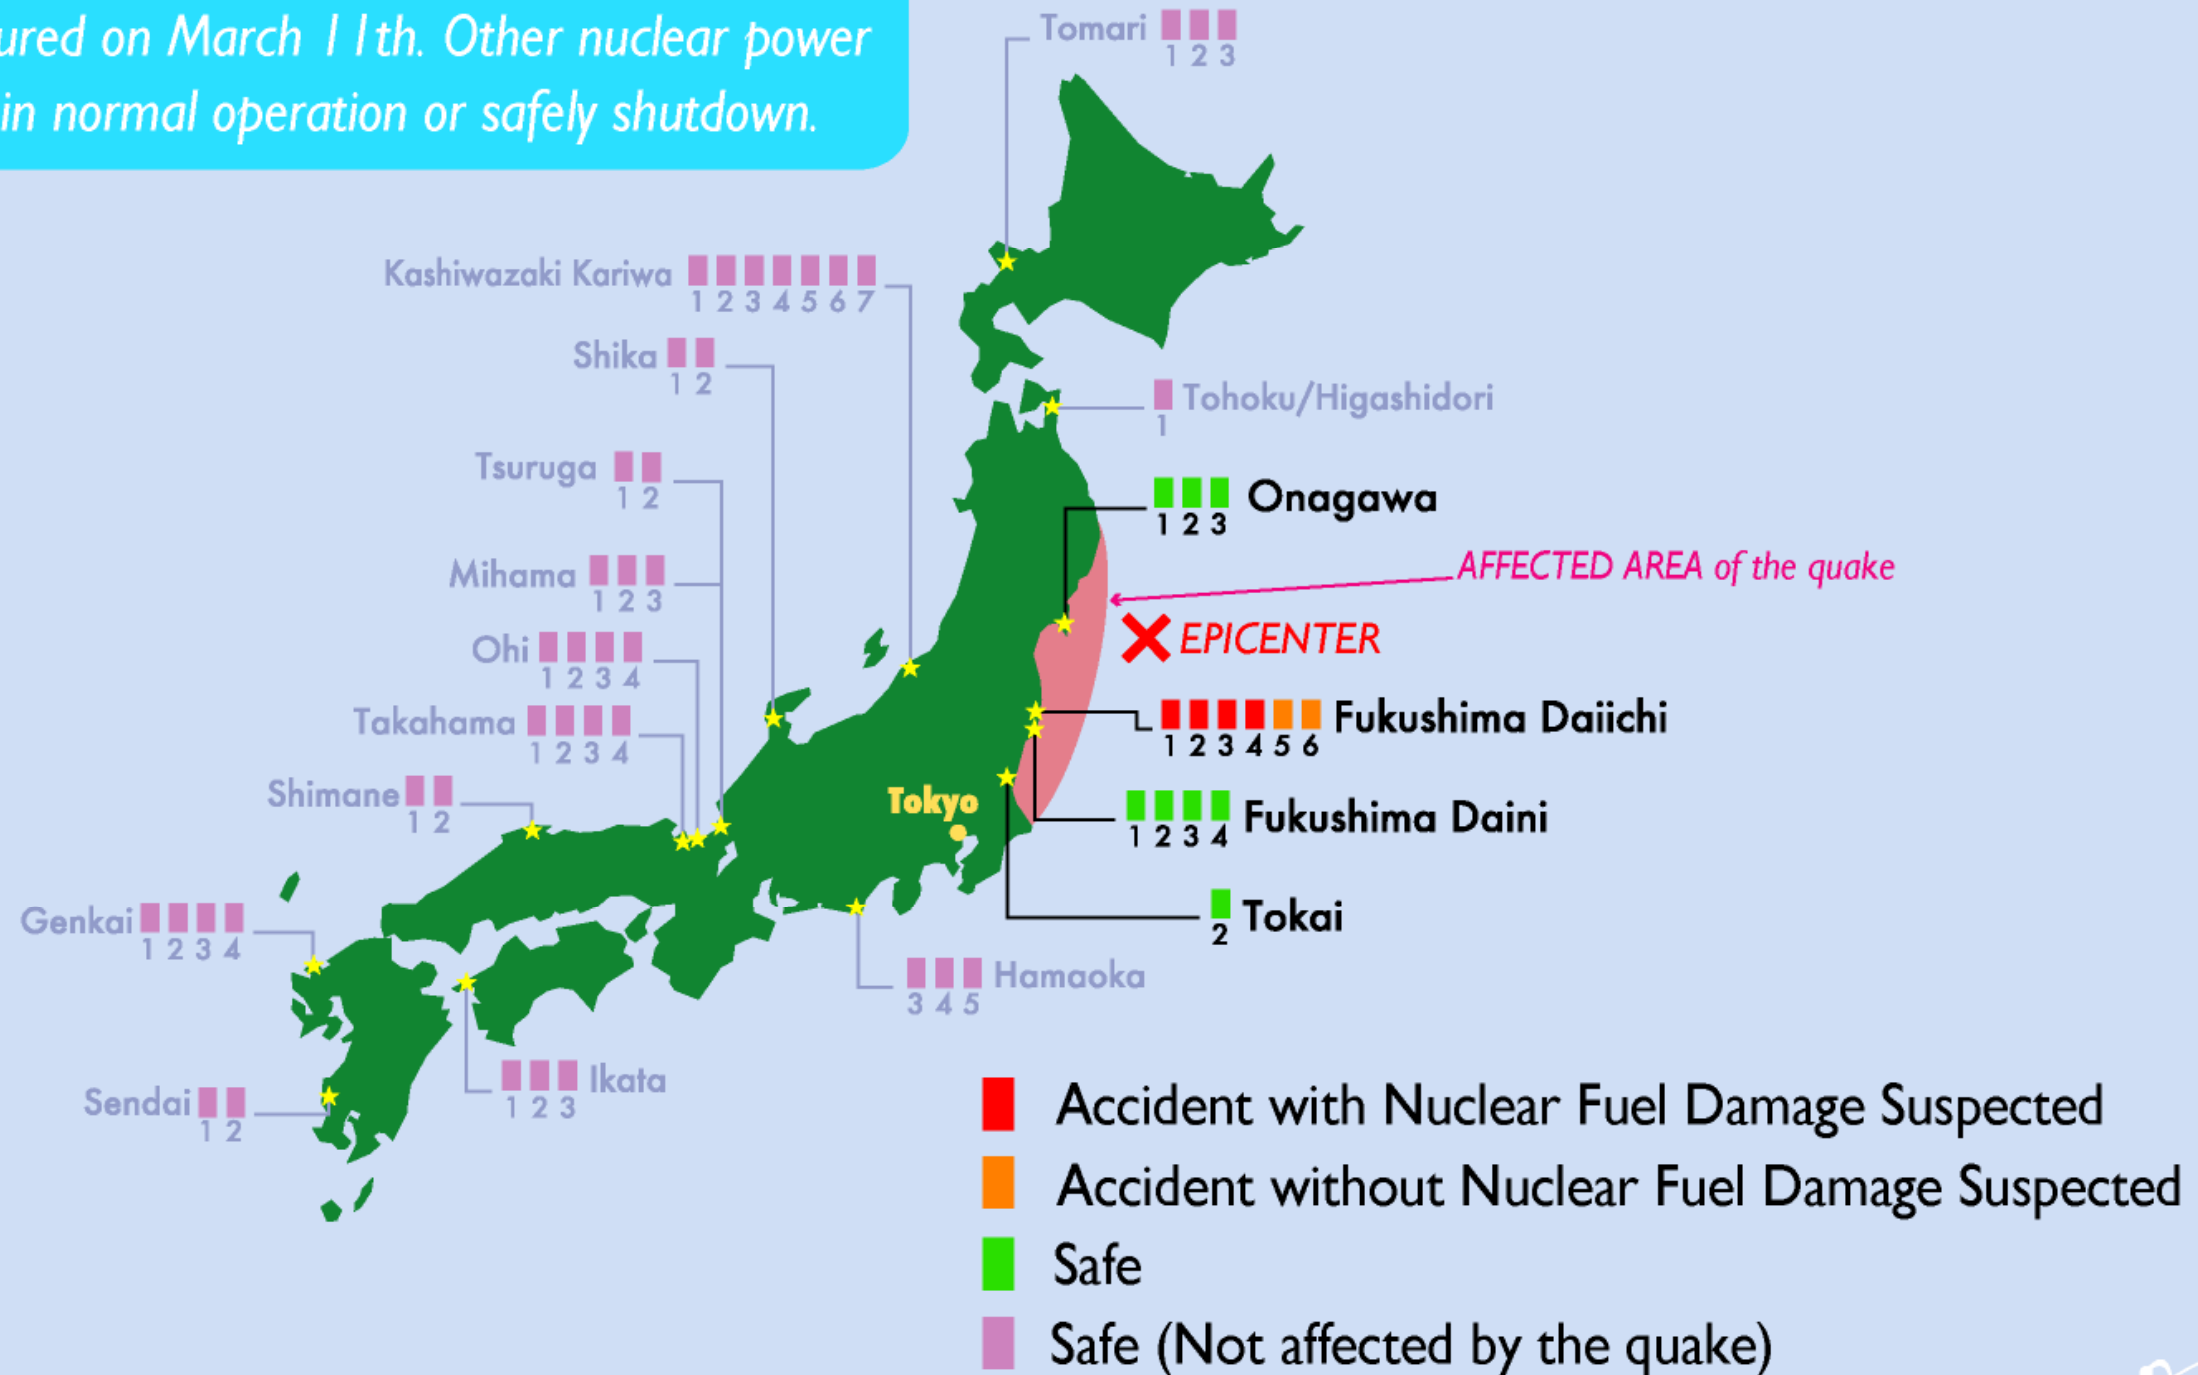 ured on March 11th. Other nuclear power
in normal operation or safely shutdown.
Tomari
1 2 3
Kashiwazaki Kariwa
1 2 3 4 5 6 7
Shika
1 2
Tohoku/Higashidori
1
Tsuruga
1 2
Onagawa
1 2 3
AFFECTED AREA of the quake
Mihama
1 2 3
EPICENTER
Ohi
1 2 3 4
Takahama
1 2 3 4
Fukushima Daiichi
1 2 3 4 5 6
Shimane
1 2
Tokyo
Fukushima Daini
1 2 3 4
Genkai
1 2 3 4
Tokai
2
Hamaoka
3 4 5
Ikata
1 2 3
Sendai
1 2
Accident with Nuclear Fuel Damage Suspected
Accident without Nuclear Fuel Damage Suspected
Safe
Safe (Not affected by the quake)